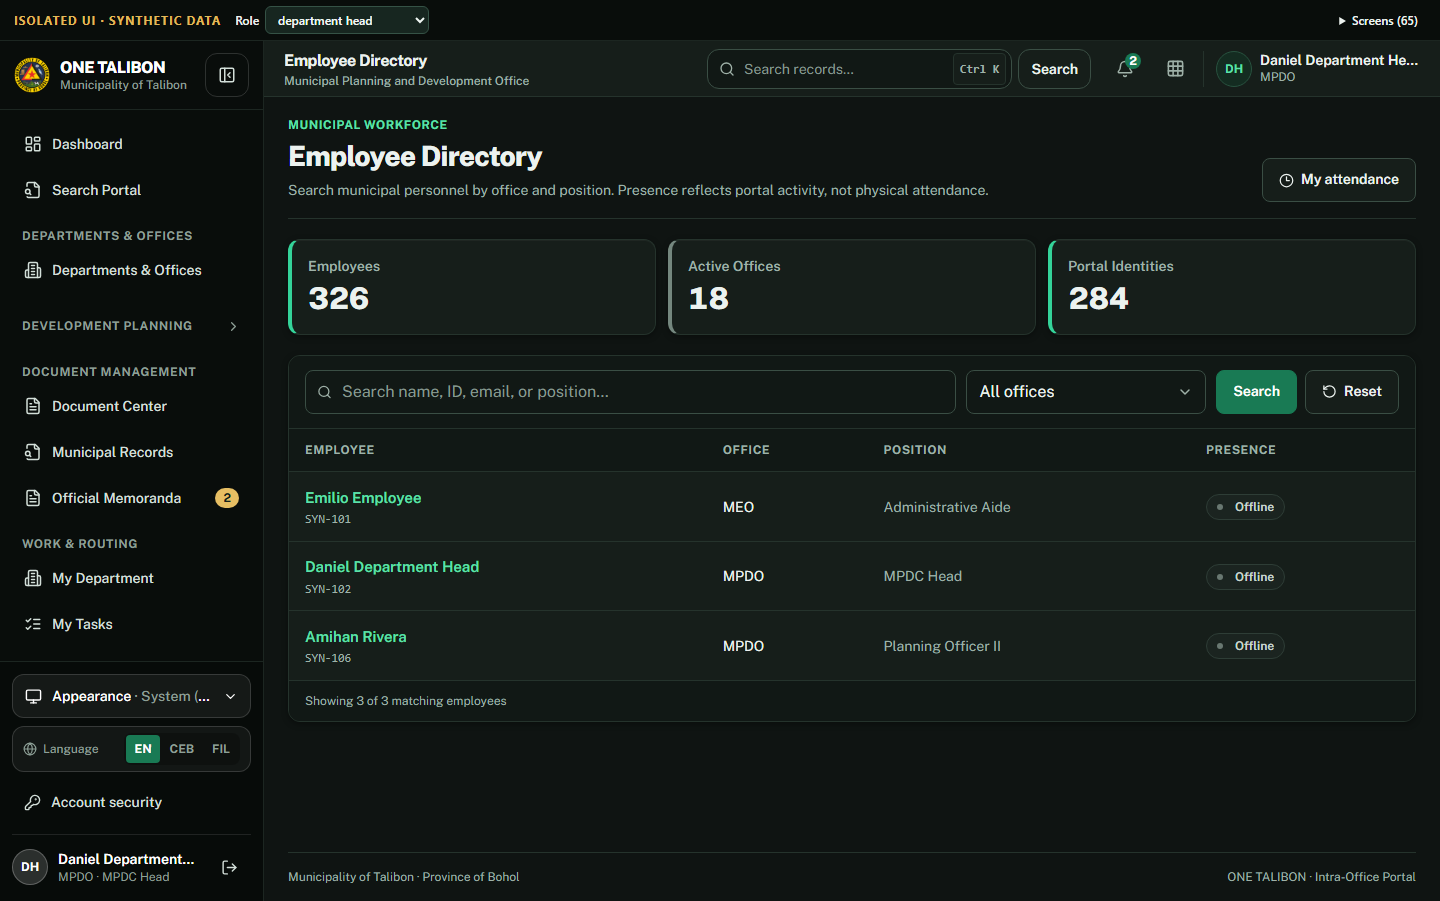 ISOLATED UI · SYNTHETIC DATA Role department head Screens (65)
ONE TALIBON
Municipality of Talibon
Dashboard
Search Portal
DEPARTMENTS & OFFICES
Departments & Offices
DEVELOPMENT PLANNING
DOCUMENT MANAGEMENT
Document Center
Municipal Records
Official Memoranda 2
WORK & ROUTING
My Department
My Tasks
Appearance · System (...
Language EN CEB FIL
Account security
DH Daniel Department...
MPDO · MPDC Head
Employee Directory
Municipal Planning and Development Office
Search records... Ctrl K Search
2
DH Daniel Department He...
MPDO
MUNICIPAL WORKFORCE
Employee Directory
Search municipal personnel by office and position. Presence reflects portal activity, not physical attendance.
My attendance
Employees
326
Active Offices
18
Portal Identities
284
Search name, ID, email, or position... All offices Search Reset
EMPLOYEE OFFICE POSITION PRESENCE
Emilio Employee
SYN-101
MEO Administrative Aide Offline
Daniel Department Head
SYN-102
MPDO MPDC Head Offline
Amihan Rivera
SYN-106
MPDO Planning Officer II Offline
Showing 3 of 3 matching employees
Municipality of Talibon · Province of Bohol ONE TALIBON · Intra-Office Portal